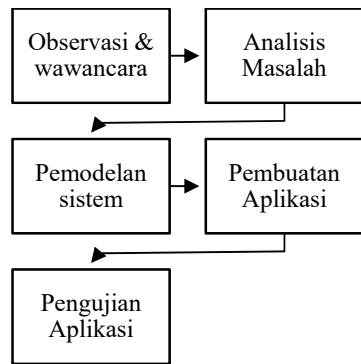 Observasi &
wawancara
Analisis
Masalah
Pemodelan
sistem
Pembuatan
Aplikasi
Pengujian
Aplikasi